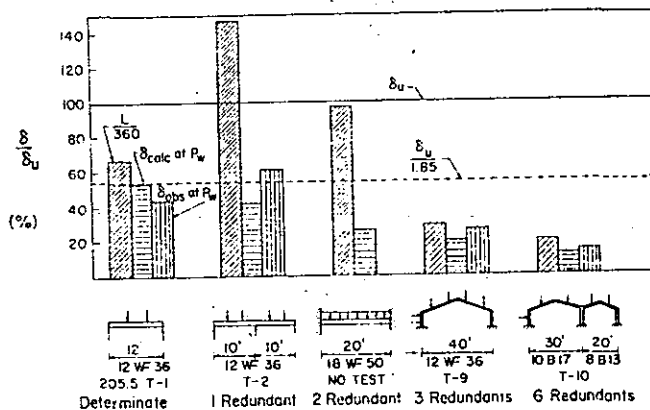 140
120
100
80
60
40
20
δ
δu
(%)
L
360
δcalc at Pw
δobs at Pw
δu
δu
1.85
12'
12 WF 36
205.5 T-1
Determinate
10' 10'
12 WF 36
T-2
1 Redundant
20'
18 WF 50
NO TEST
2 Redundant
40'
12 WF 36
T-9
3 Redundants
30' 20'
10 B 17 8 B 13
T-10
6 Redundants